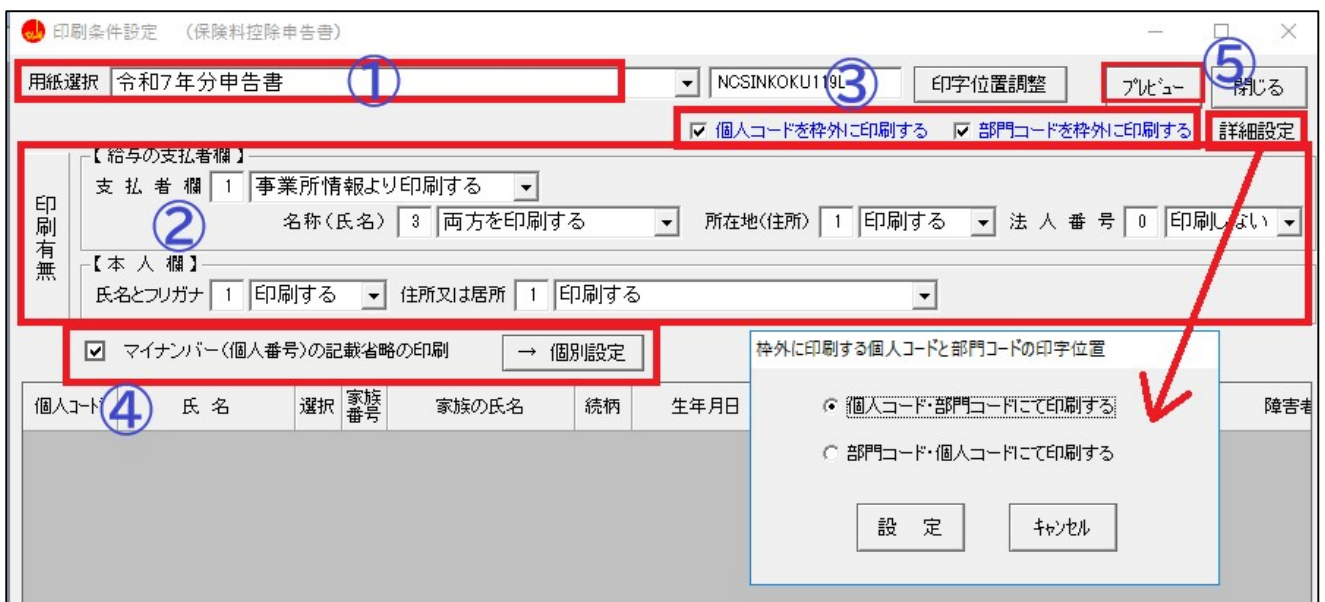 印刷条件設定 （保険料控除申告書）
用紙選択 令和7年分申告書 ① NCSINKOKU119L ③ 印字位置調整 ﾌﾟﾚﾋﾞｭｰ ⑤ 閉じる
個人コードを枠外に印刷する 部門コードを枠外に印刷する 詳細設定
印刷有無
【 給与の支払者欄 】
支 払 者 欄 1 事業所情報より印刷する
② 名称(氏名) 3 両方を印刷する 所在地(住所) 1 印刷する 法 人 番 号 0 印刷しない
【 本 人 欄 】
氏名とフリガナ 1 印刷する 住所又は居所 1 印刷する
マイナンバー(個人番号)の記載省略の印刷 → 個別設定
④
個人ｺｰﾄﾞ 氏 名 選択 家族番号 家族の氏名 続柄 生年月日 障害者
枠外に印刷する個人コードと部門コードの印字位置
個人コード・部門コードにて印刷する
部門コード・個人コードにて印刷する
設 定 ｷｬﾝｾﾙ